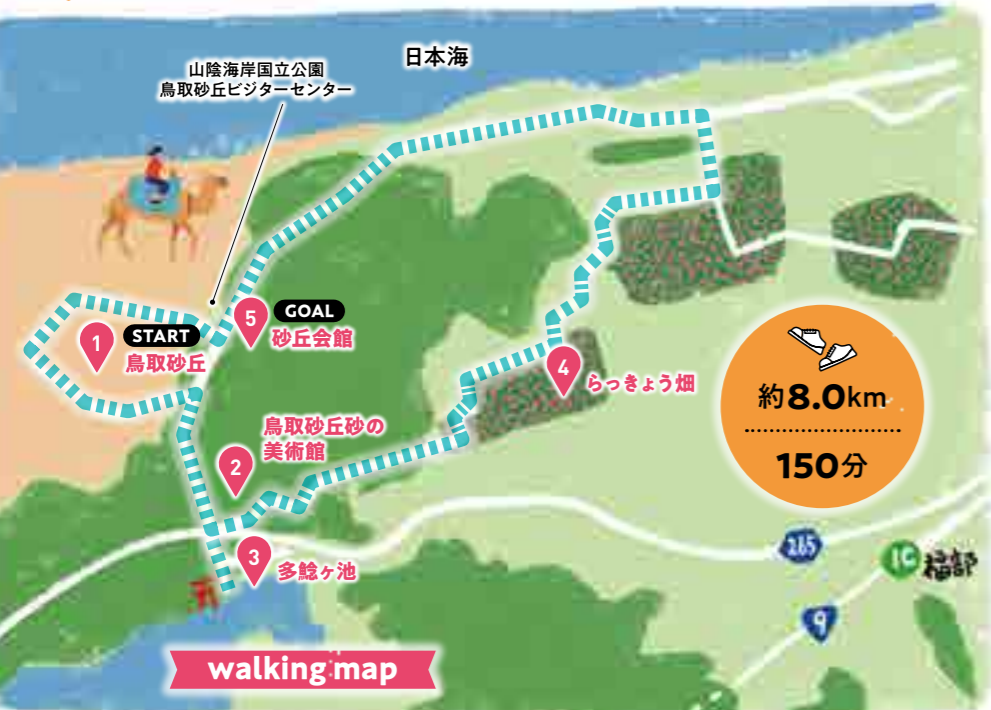 日本海
山陰海岸国立公園
鳥取砂丘ビジターセンター
1
START
鳥取砂丘
5
GOAL
砂丘会館
鳥取砂丘砂の
美術館
2
3
多鯰ヶ池
4
らっきょう畑
約8.0km
150分
265
IC 福部
9
walking map